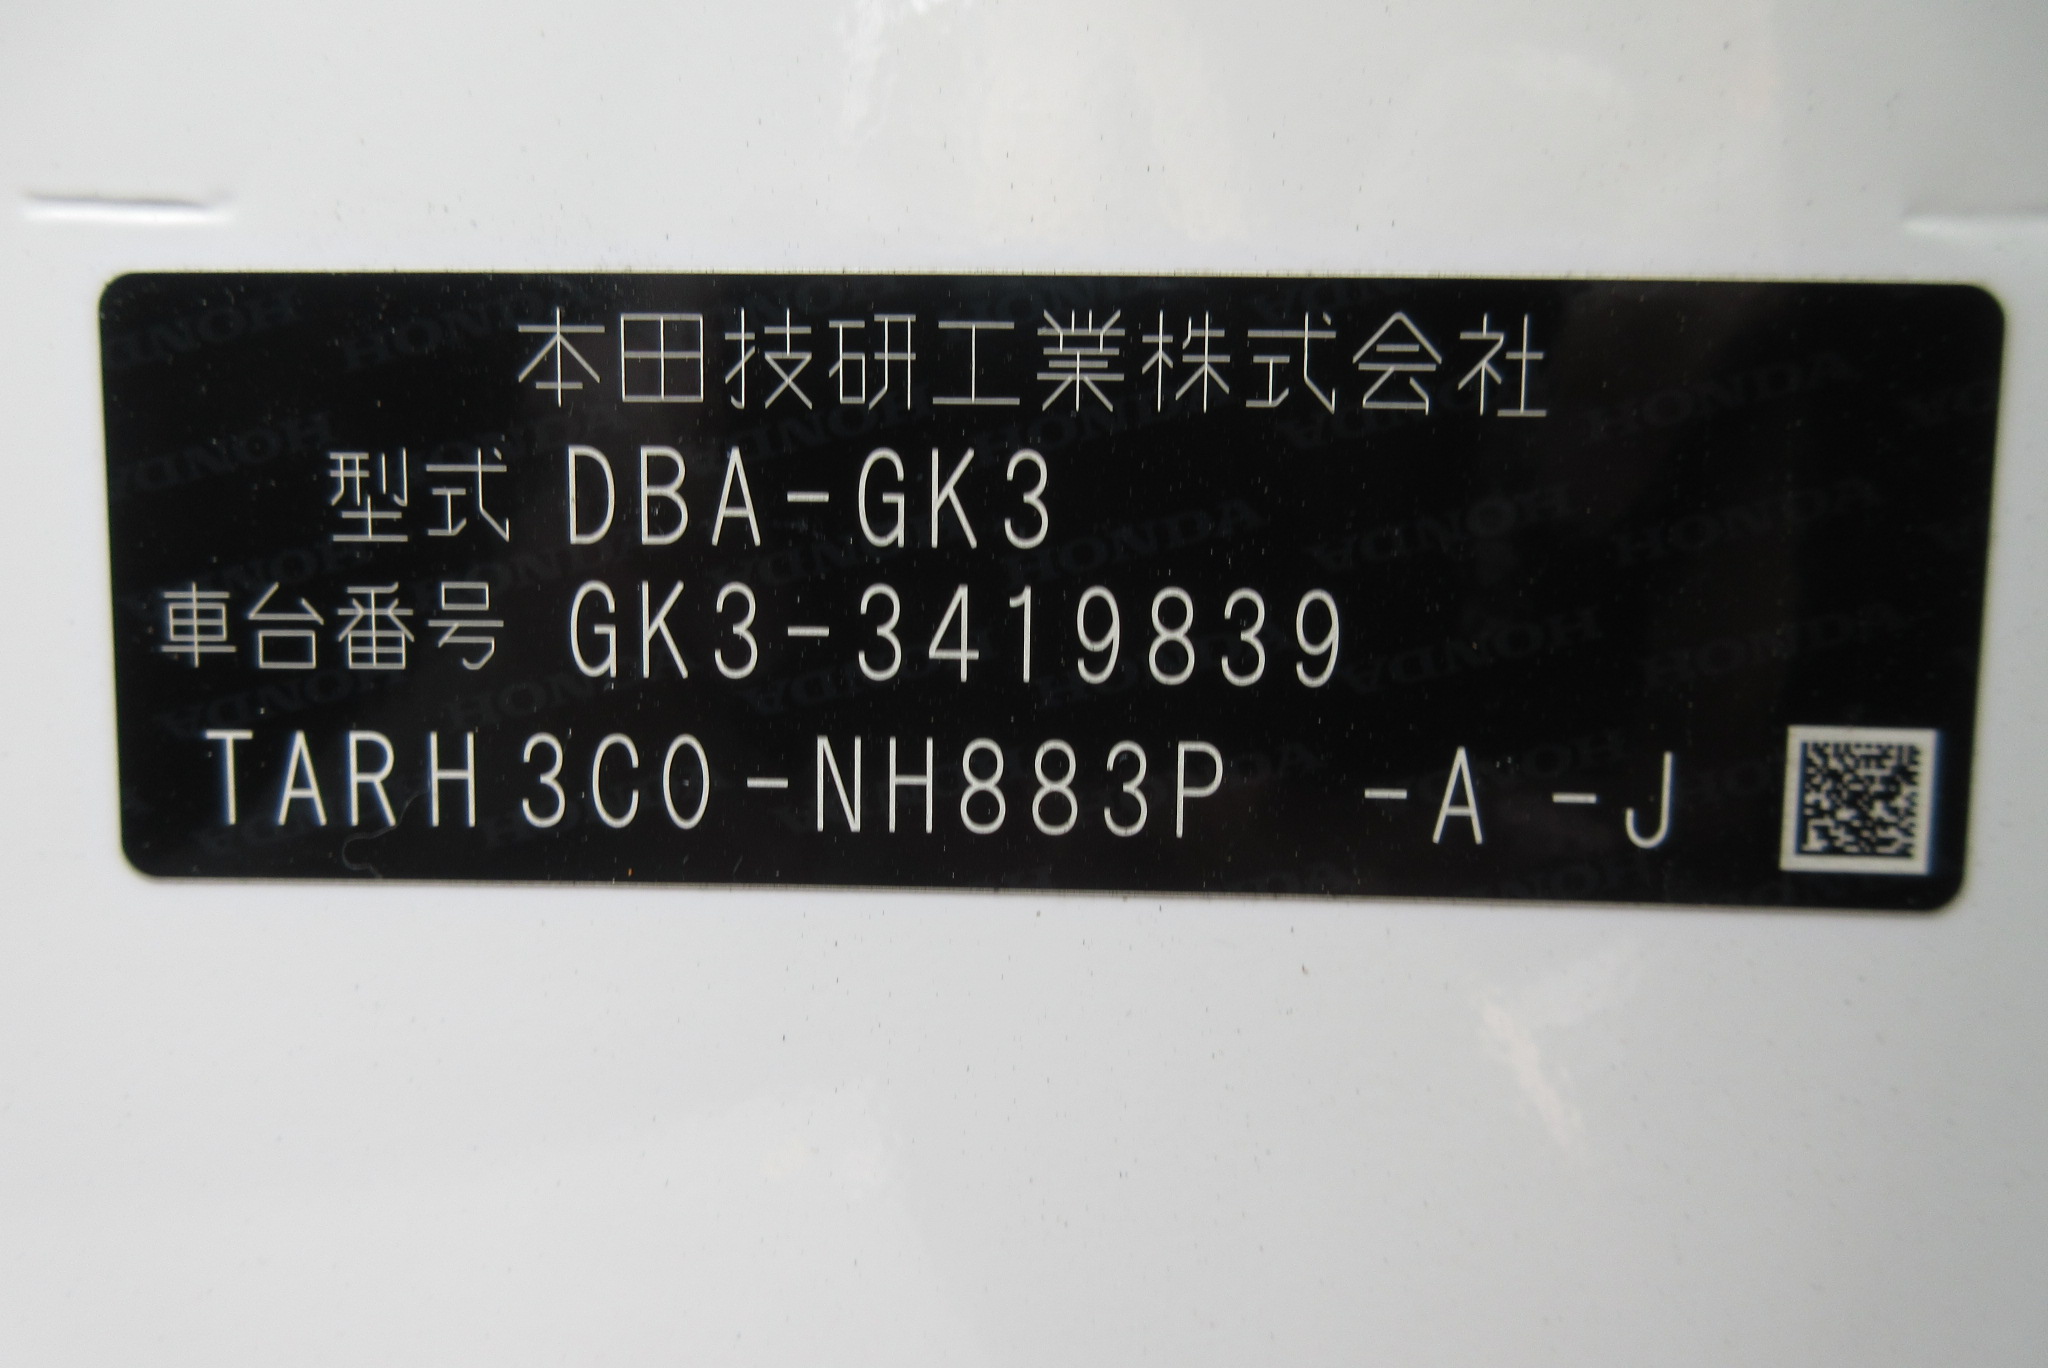 本田技研工業株式会社
型式 DBA-GK3
車台番号 GK3-3419839
TARH3C0-NH883P -A -J